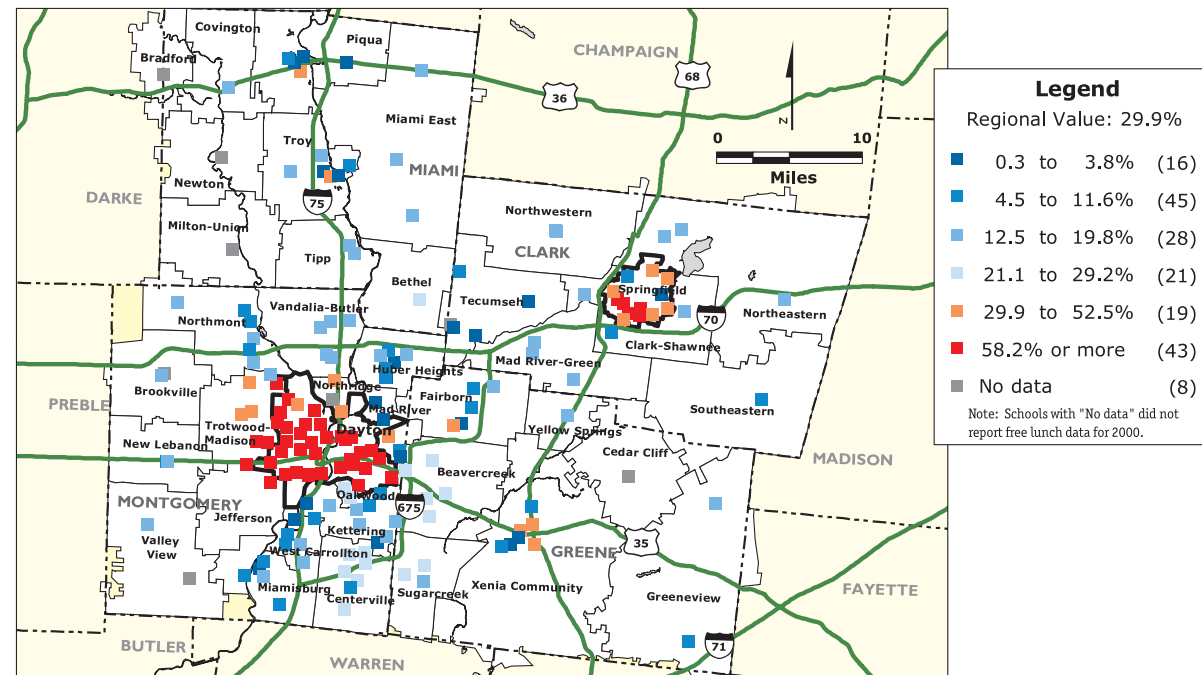 Covington
Piqua
Bradford
CHAMPAIGN
68
36
Miami East
Troy
N
0 10
Miles
MIAMI
Newton
DARKE
75
Northwestern
Milton-Union
CLARK
Tipp
Bethel
Tecumseh
Springfield
Vandalia-Butler
Northmont
70
Northeastern
Clark-Shawnee
Mad River-Green
Huber Heights
Northridge
Brookville
Fairborn
PREBLE
Mad River
Southeastern
Trotwood-
Madison
Dayton
Yellow Springs
New Lebanon
Cedar Cliff
MADISON
Beavercreek
MONTGOMERY
Oakwood
675
Jefferson
Kettering
35
Valley
View
West Carrollton
GREENE
Miamisburg
Centerville
Sugarcreek
Xenia Community
Greeneview
FAYETTE
BUTLER
71
WARREN
Legend
Regional Value: 29.9%
0.3 to 3.8% (16)
4.5 to 11.6% (45)
12.5 to 19.8% (28)
21.1 to 29.2% (21)
29.9 to 52.5% (19)
58.2% or more (43)
No data (8)
Note: Schools with "No data" did not
report free lunch data for 2000.